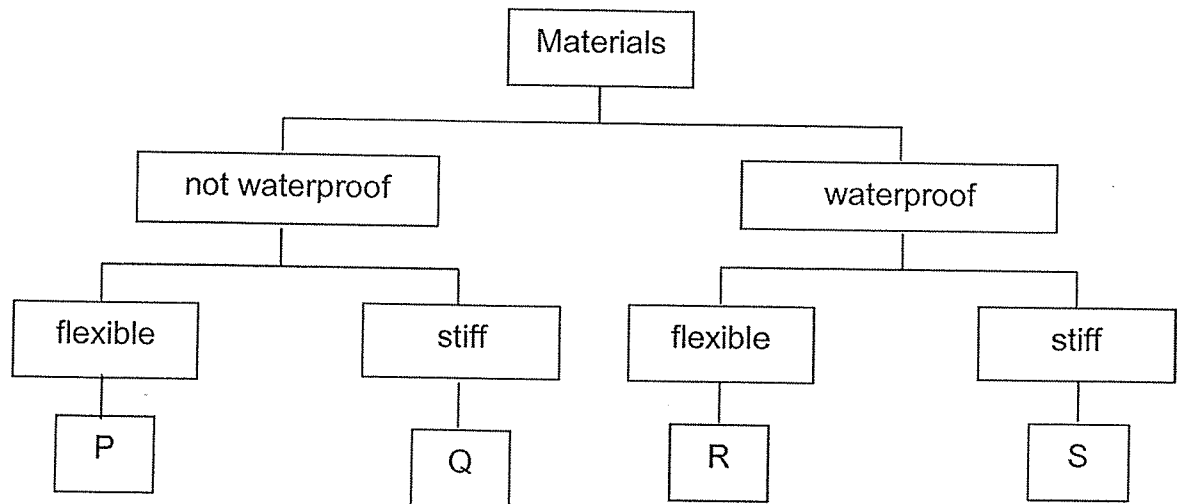 Materials
not waterproof
waterproof
flexible
stiff
flexible
stiff
P
Q
R
S